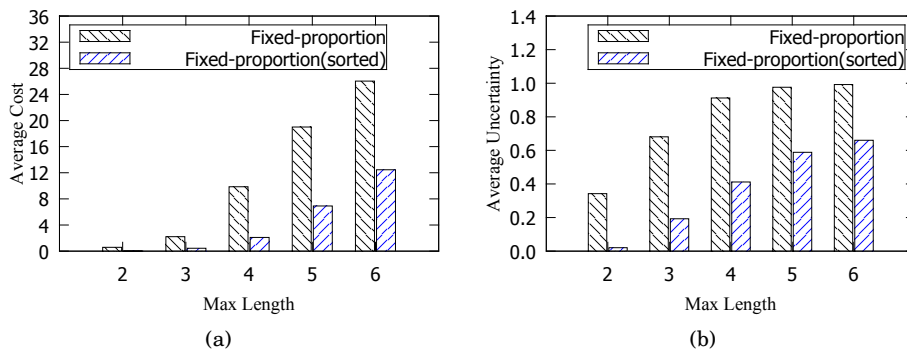 36
32
28
24
20
16
12
8
4
0
Average Cost
Fixed-proportion
Fixed-proportion(sorted)
2 3 4 5 6
Max Length
(a)
1.4
1.2
1.0
0.8
0.6
0.4
0.2
0.0
Average Uncertainty
Fixed-proportion
Fixed-proportion(sorted)
2 3 4 5 6
Max Length
(b)